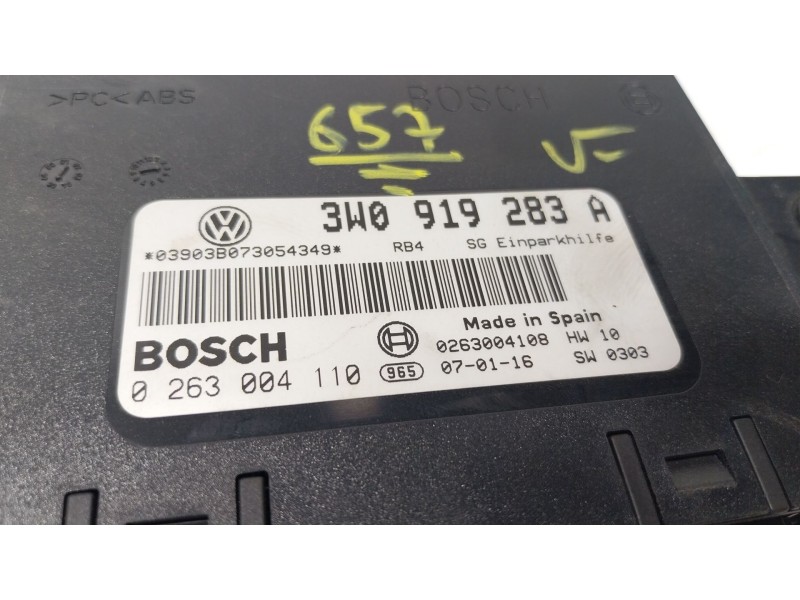 >PC<ABS
BOSCH
657
V-
3W0 919 283 A
*03903B073054349* RB4 SG Einparkhilfe
Made in Spain
BOSCH 0263004108 HW 10
0 263 004 110 965 07-01-16 SW 0303